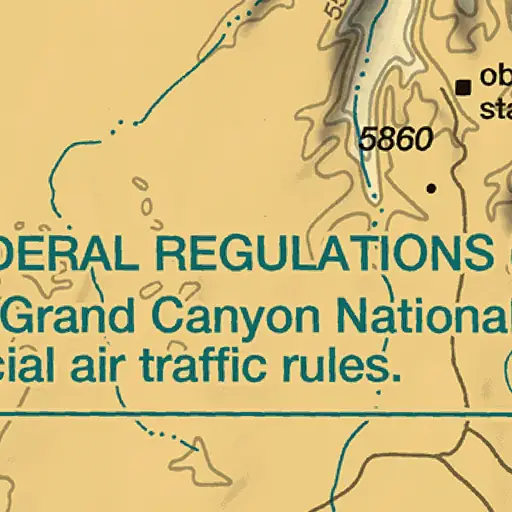 5860
DERAL REGULATIONS
Grand Canyon National
cial air traffic rules.